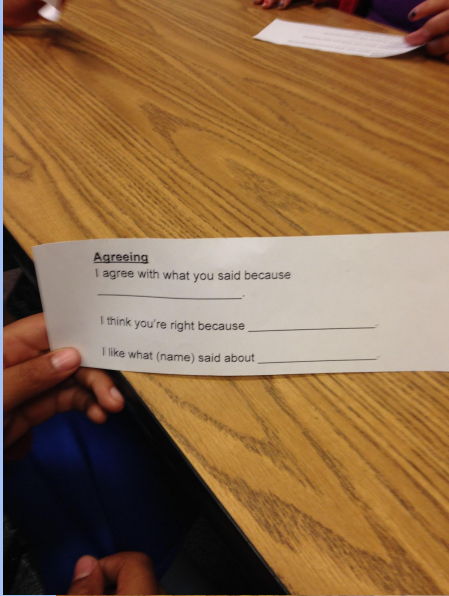 Agreeing
I agree with what you said because
____________________.
I think you're right because ____________________.
I like what (name) said about ____________________.